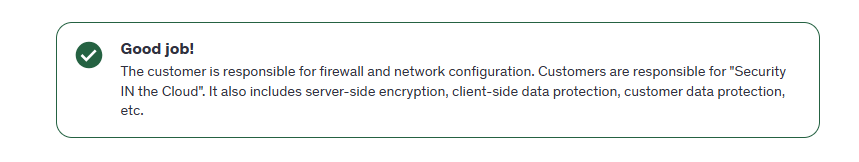 Good job!
The customer is responsible for firewall and network configuration. Customers are responsible for "Security
IN the Cloud". It also includes server-side encryption, client-side data protection, customer data protection,
etc.